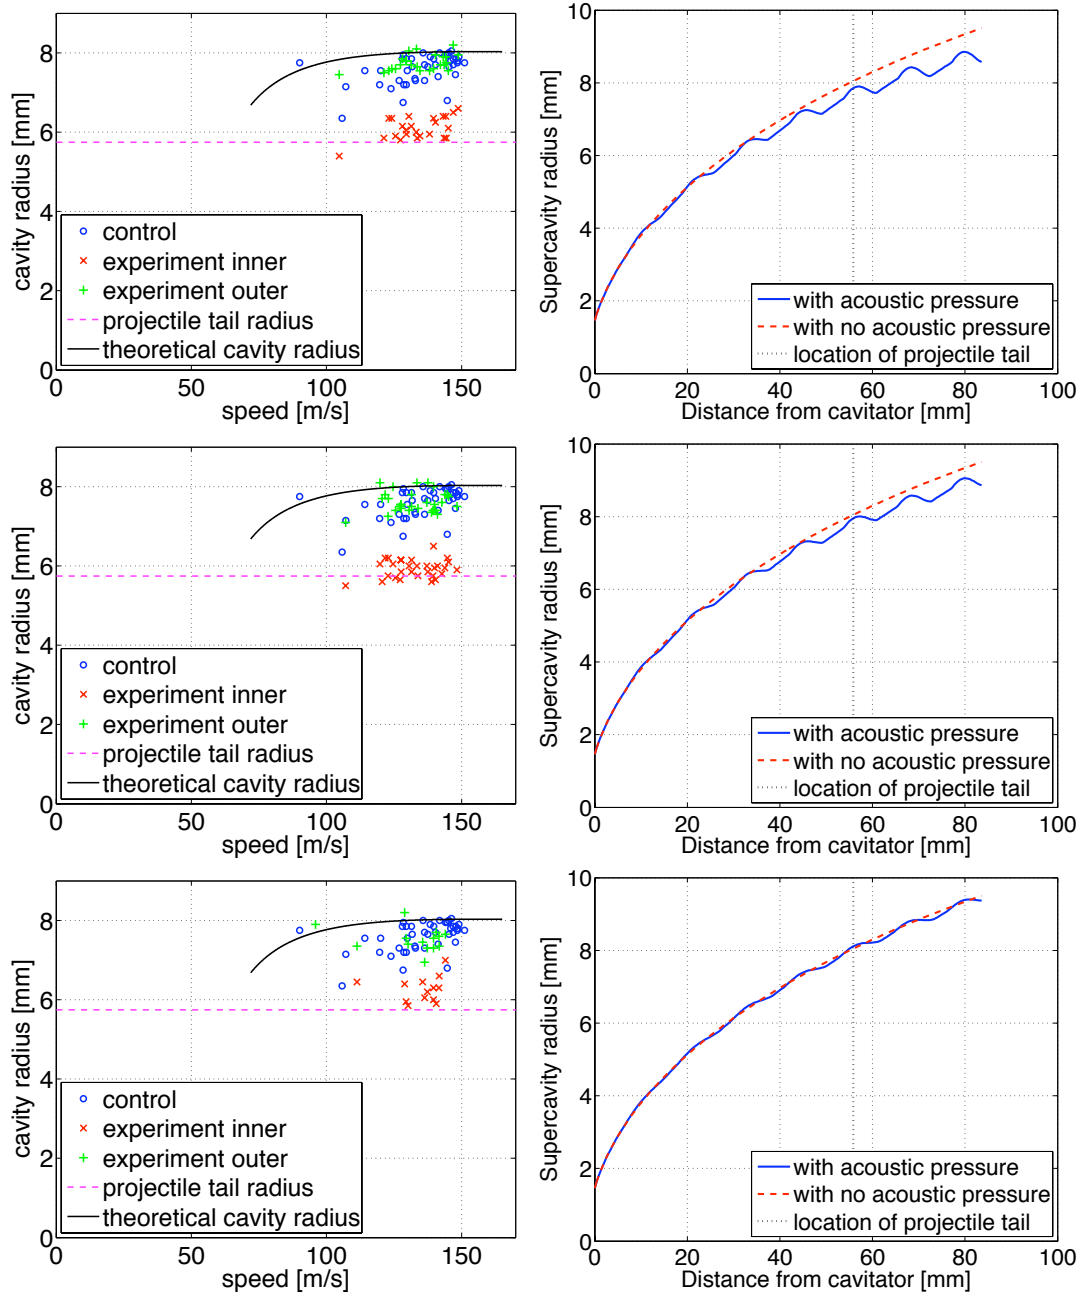 cavity radius [mm]
8
6
4
2
0
control
experiment inner
experiment outer
projectile tail radius
theoretical cavity radius
0 50 100 150
speed [m/s]
Supercavity radius [mm]
10
8
6
4
2
0
with acoustic pressure
with no acoustic pressure
location of projectile tail
0 20 40 60 80 100
Distance from cavitator [mm]
cavity radius [mm]
8
6
4
2
0
control
experiment inner
experiment outer
projectile tail radius
theoretical cavity radius
0 50 100 150
speed [m/s]
Supercavity radius [mm]
10
8
6
4
2
0
with acoustic pressure
with no acoustic pressure
location of projectile tail
0 20 40 60 80 100
Distance from cavitator [mm]
cavity radius [mm]
8
6
4
2
0
control
experiment inner
experiment outer
projectile tail radius
theoretical cavity radius
0 50 100 150
speed [m/s]
Supercavity radius [mm]
10
8
6
4
2
0
with acoustic pressure
with no acoustic pressure
location of projectile tail
0 20 40 60 80 100
Distance from cavitator [mm]